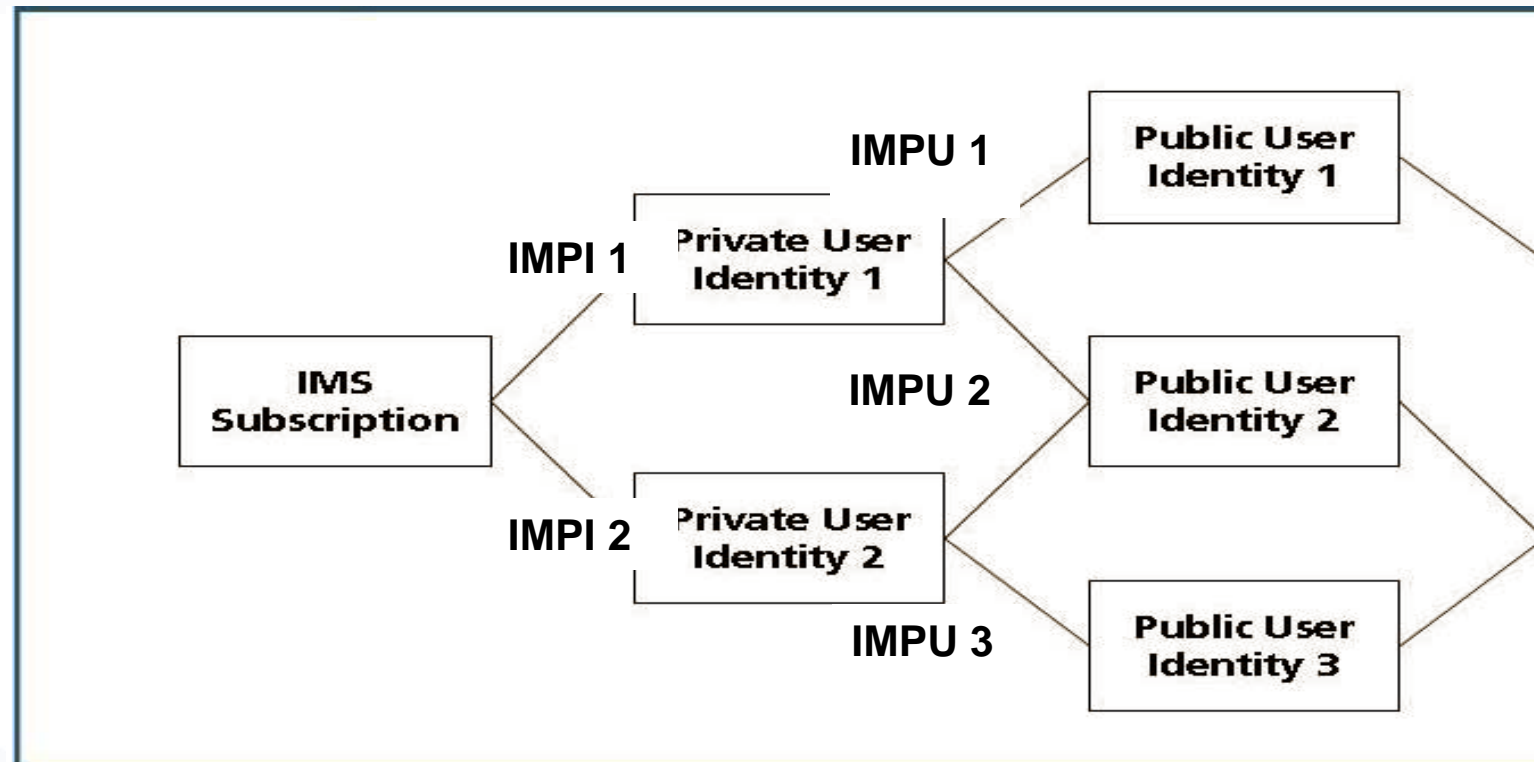 IMPU 1
Public User
Identity 1
IMPI 1
Private User
Identity 1
IMS
Subscription
IMPU 2
Public User
Identity 2
IMPI 2
Private User
Identity 2
IMPU 3
Public User
Identity 3